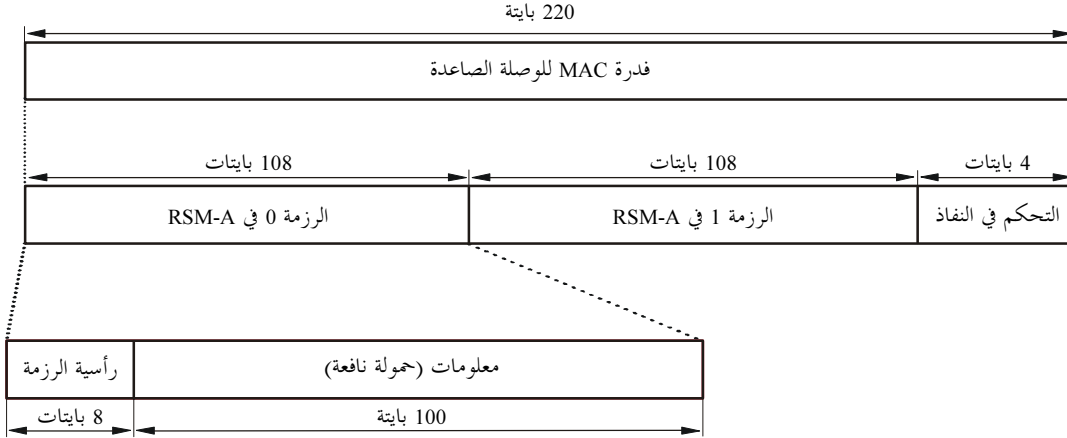 220 بايتة
فدرة MAC للوصلة الصاعدة
108 بايتات
108 بايتات
4 بايتات
الرزمة 0 في RSM-A
الرزمة 1 في RSM-A
التحكم في النفاذ
رأسية الرزمة
معلومات (حمولة نافعة)
8 بايتات
100 بايتة